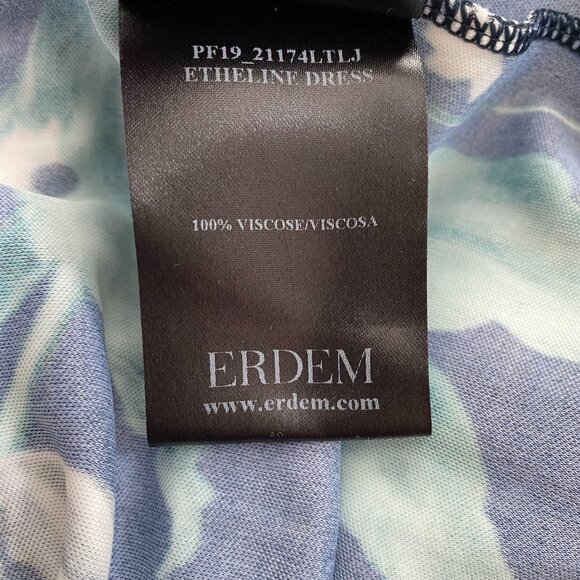 PF19_21174LTLJ
ETHELINE DRESS
100% VISCOSE/VISCOSA
ERDEM
www.erdem.com